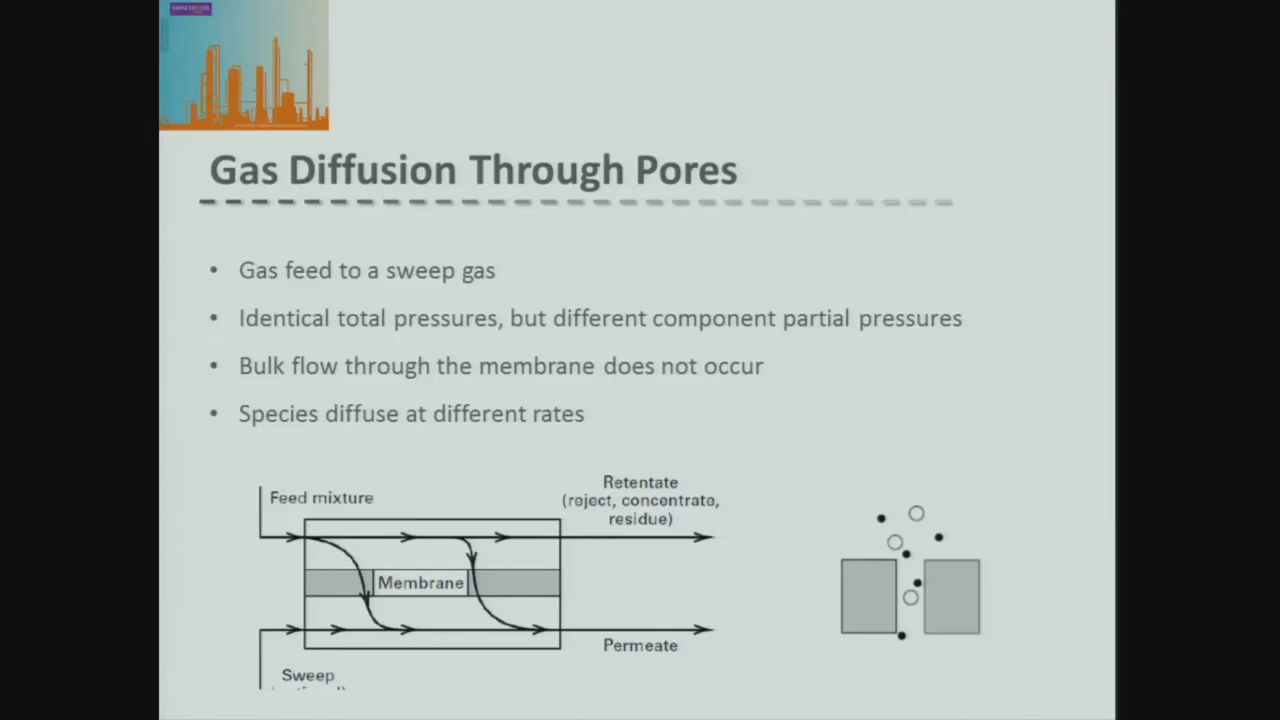 Gas Diffusion Through Pores
• Gas feed to a sweep gas
• Identical total pressures, but different component partial pressures
• Bulk flow through the membrane does not occur
• Species diffuse at different rates
Feed mixture
Retentate
(reject, concentrate,
residue)
Membrane
Permeate
Sweep